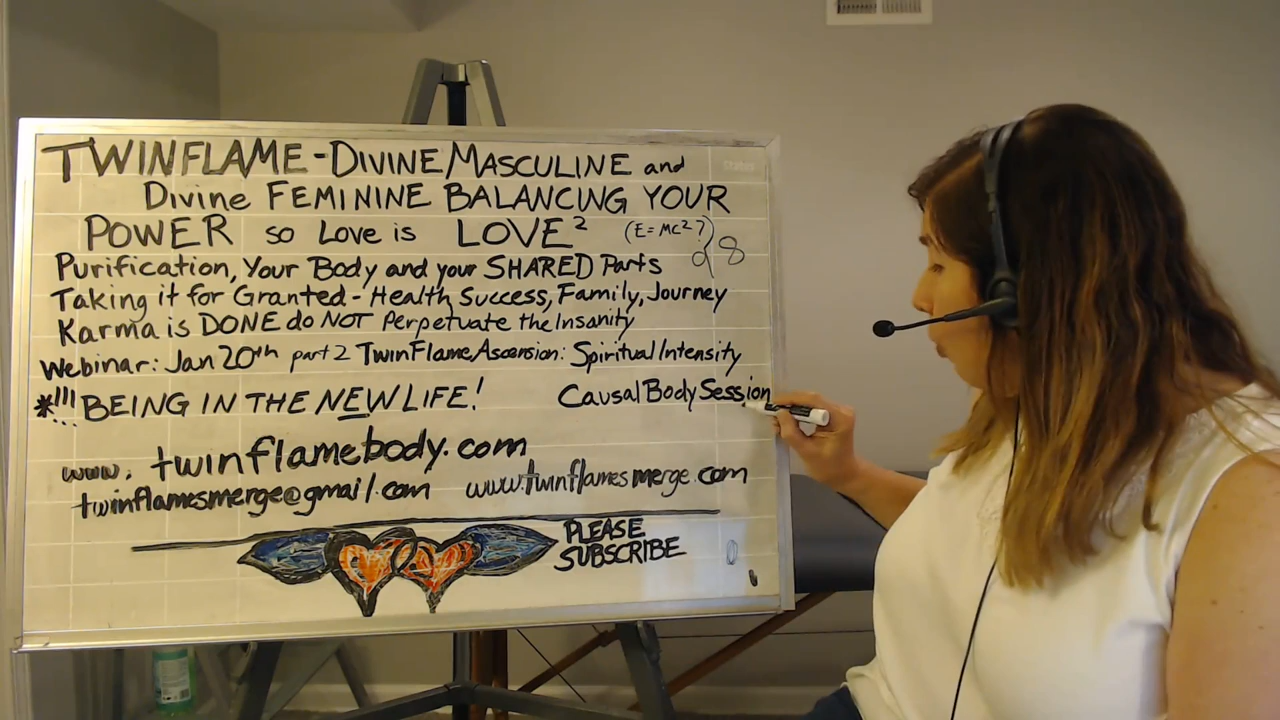 TWINFLAME - DIVINE MASCULINE and
Divine FEMININE BALANCING YOUR
POWER so Love is LOVE² (E=MC²?)
8
Purification, Your Body and your SHARED Parts
Taking it for Granted - Health, Success, Family, Journey
Karma is DONE do NOT Perpetuate the Insanity
Webinar: Jan 20th part 2 TwinFlame Ascension: Spiritual Intensity
*!!! BEING IN THE NEW LIFE! Causal Body Session
www. twinflamebody.com
twinflamesmerge@gmail.com www.twinflamesmerge.com
PLEASE
SUBSCRIBE